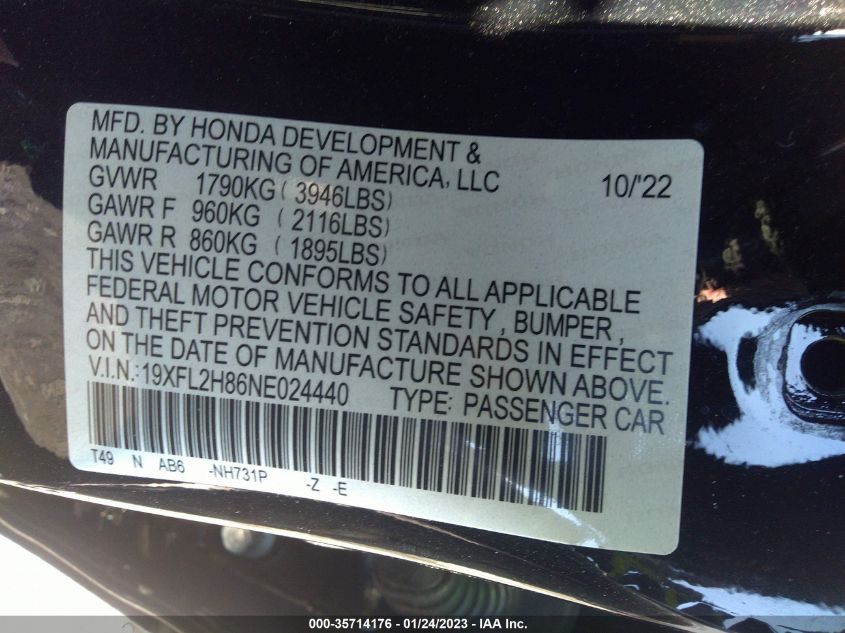 MFD. BY HONDA DEVELOPMENT &
MANUFACTURING OF AMERICA, LLC
10/'22
GVWR 1790KG ( 3946LBS)
GAWR F 960KG ( 2116LBS)
GAWR R 860KG ( 1895LBS)
THIS VEHICLE CONFORMS TO ALL APPLICABLE
FEDERAL MOTOR VEHICLE SAFETY , BUMPER ,
AND THEFT PREVENTION STANDARDS IN EFFECT
ON THE DATE OF MANUFACTURE SHOWN ABOVE.
V.I.N.:19XFL2H86NE024440 TYPE: PASSENGER CAR
T49 N AB6 -NH731P -Z -E
000-35714176 - 01/24/2023 - IAA Inc.